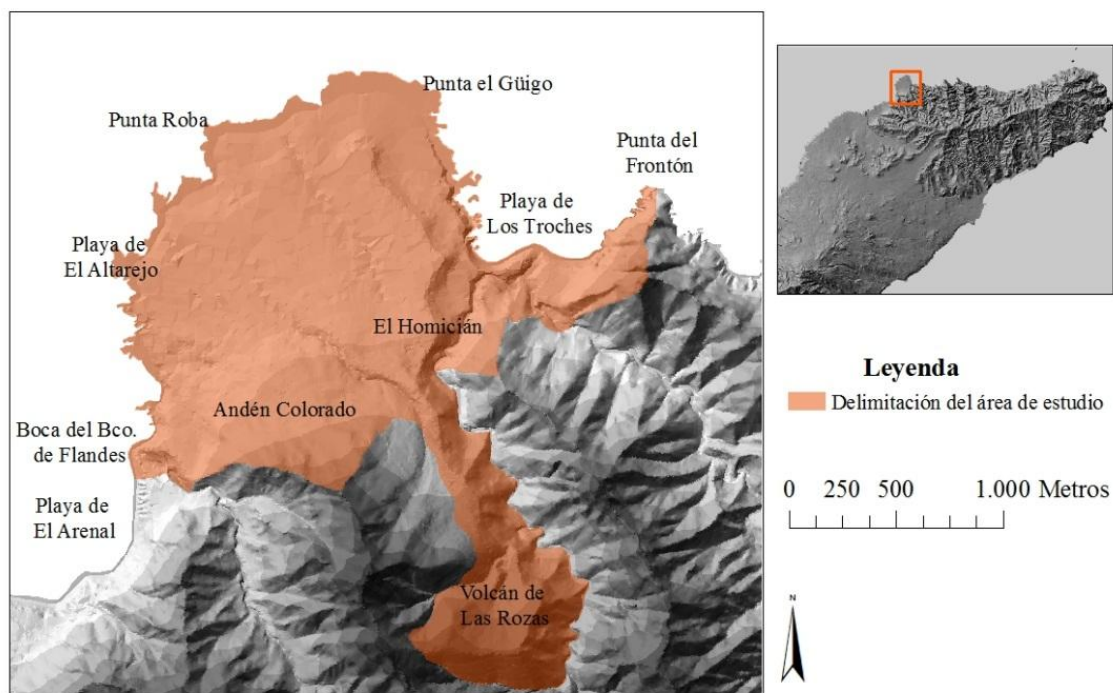 Punta el Güigo
Punta Roba
Punta del
Frontón
Playa de
Los Troches
Playa de
El Altarejo
El Homicián
Andén Colorado
Boca del Bco.
de Flandes
Playa de
El Arenal
Volcán de
Las Rozas
Leyenda
Delimitación del área de estudio
0 250 500 1.000 Metros
N